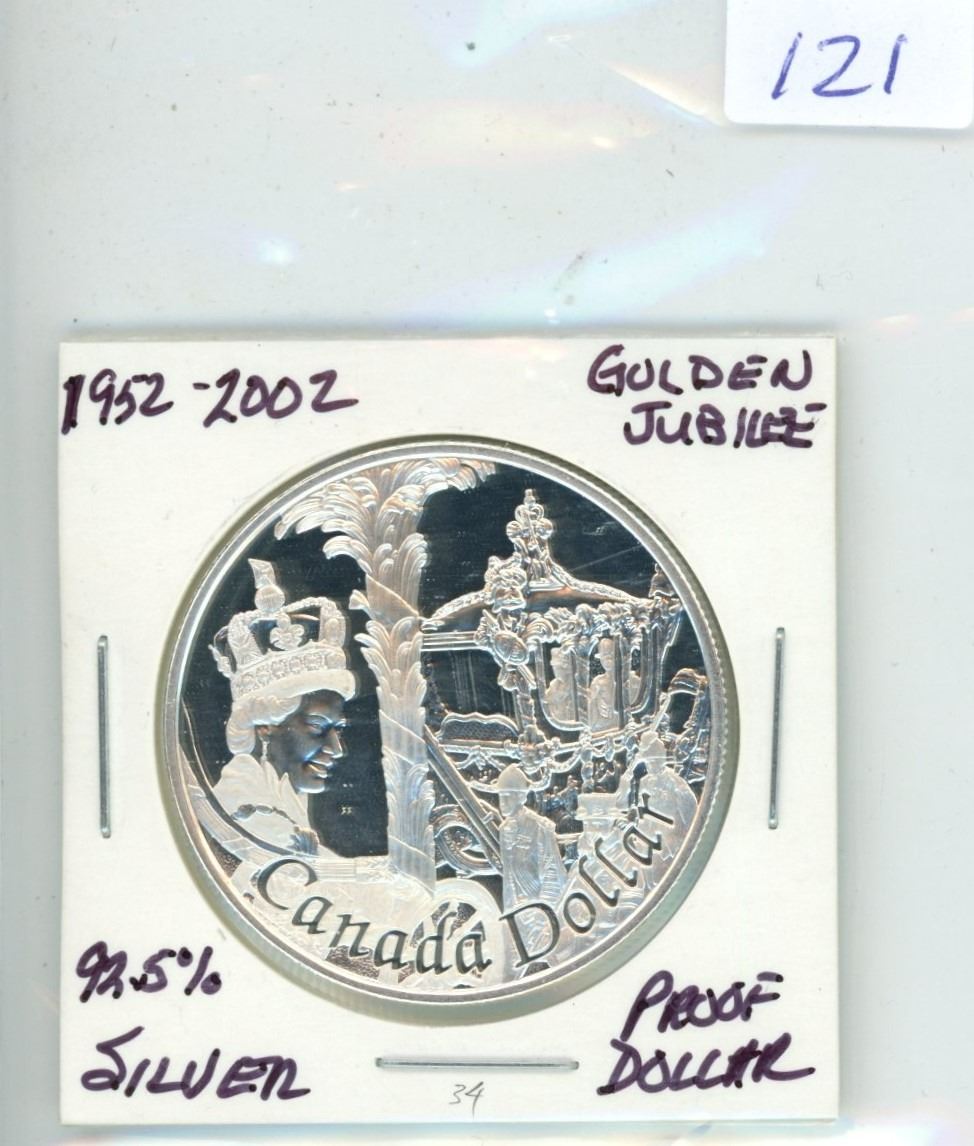 121
1952-2002
GOLDEN
JUBILEE
Canada Dollar
92.5%
SILVER
PROOF
DOLLAR
34